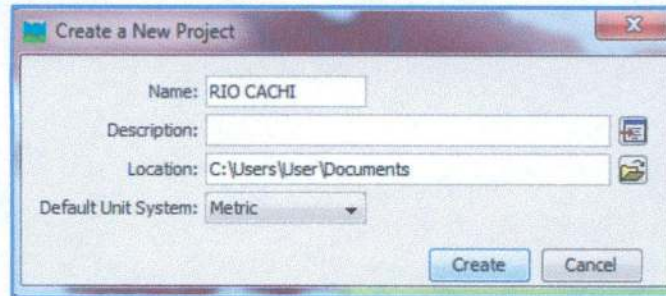 Create a New Project
Name: RIO CACHI
Description:
Location: C:\Users\User\Documents
Default Unit System: Metric
Create Cancel